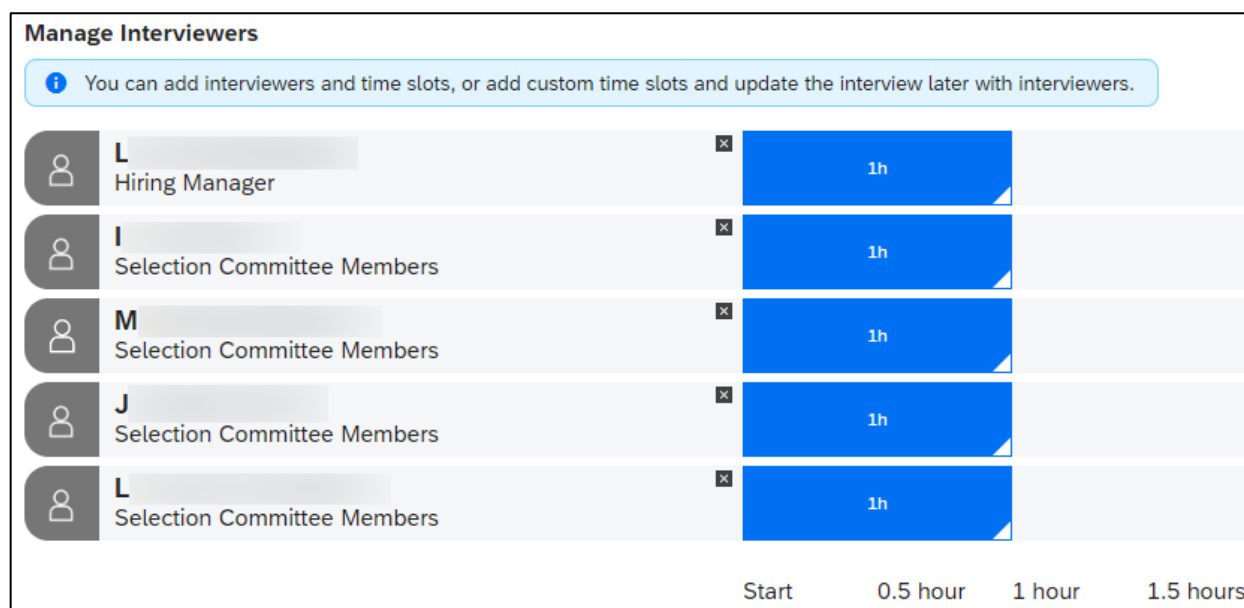 Manage Interviewers
You can add interviewers and time slots, or add custom time slots and update the interview later with interviewers.
L
Hiring Manager
1h
I
Selection Committee Members
1h
M
Selection Committee Members
1h
J
Selection Committee Members
1h
L
Selection Committee Members
1h
Start 0.5 hour 1 hour 1.5 hours